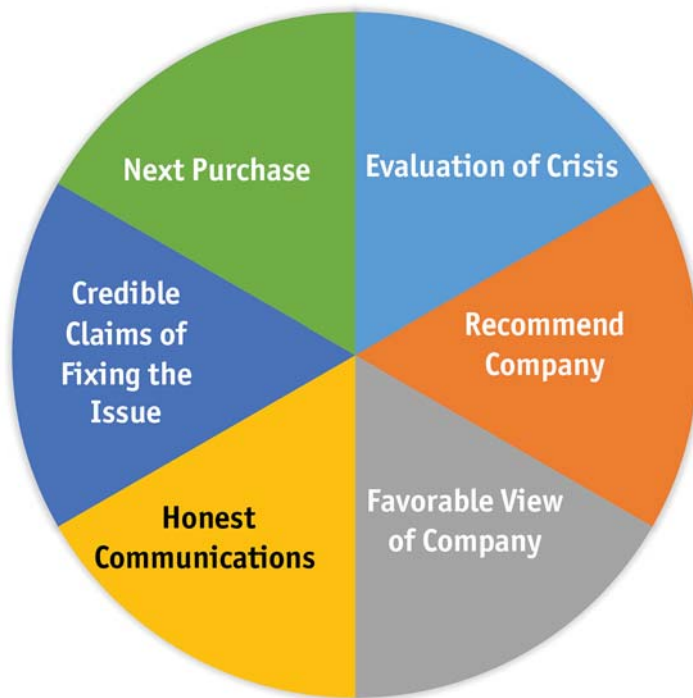 Next Purchase
Evaluation of Crisis
Credible
Claims of
Fixing the
Issue
Recommend
Company
Honest
Communications
Favorable View
of Company